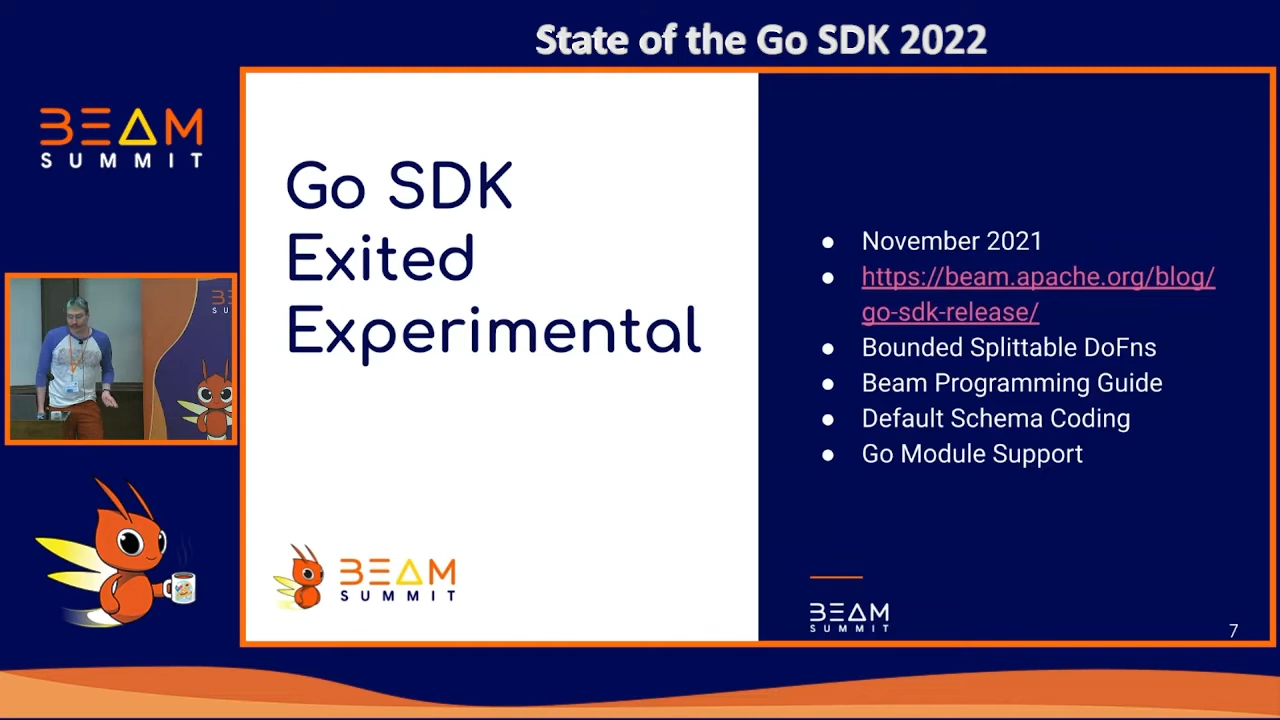 State of the Go SDK 2022
BEAM
SUMMIT
Go SDK
Exited
Experimental
BEAM
SUMMIT
● November 2021
● https://beam.apache.org/blog/
go-sdk-release/
● Bounded Splittable DoFns
● Beam Programming Guide
● Default Schema Coding
● Go Module Support
BEAM
SUMMIT
7